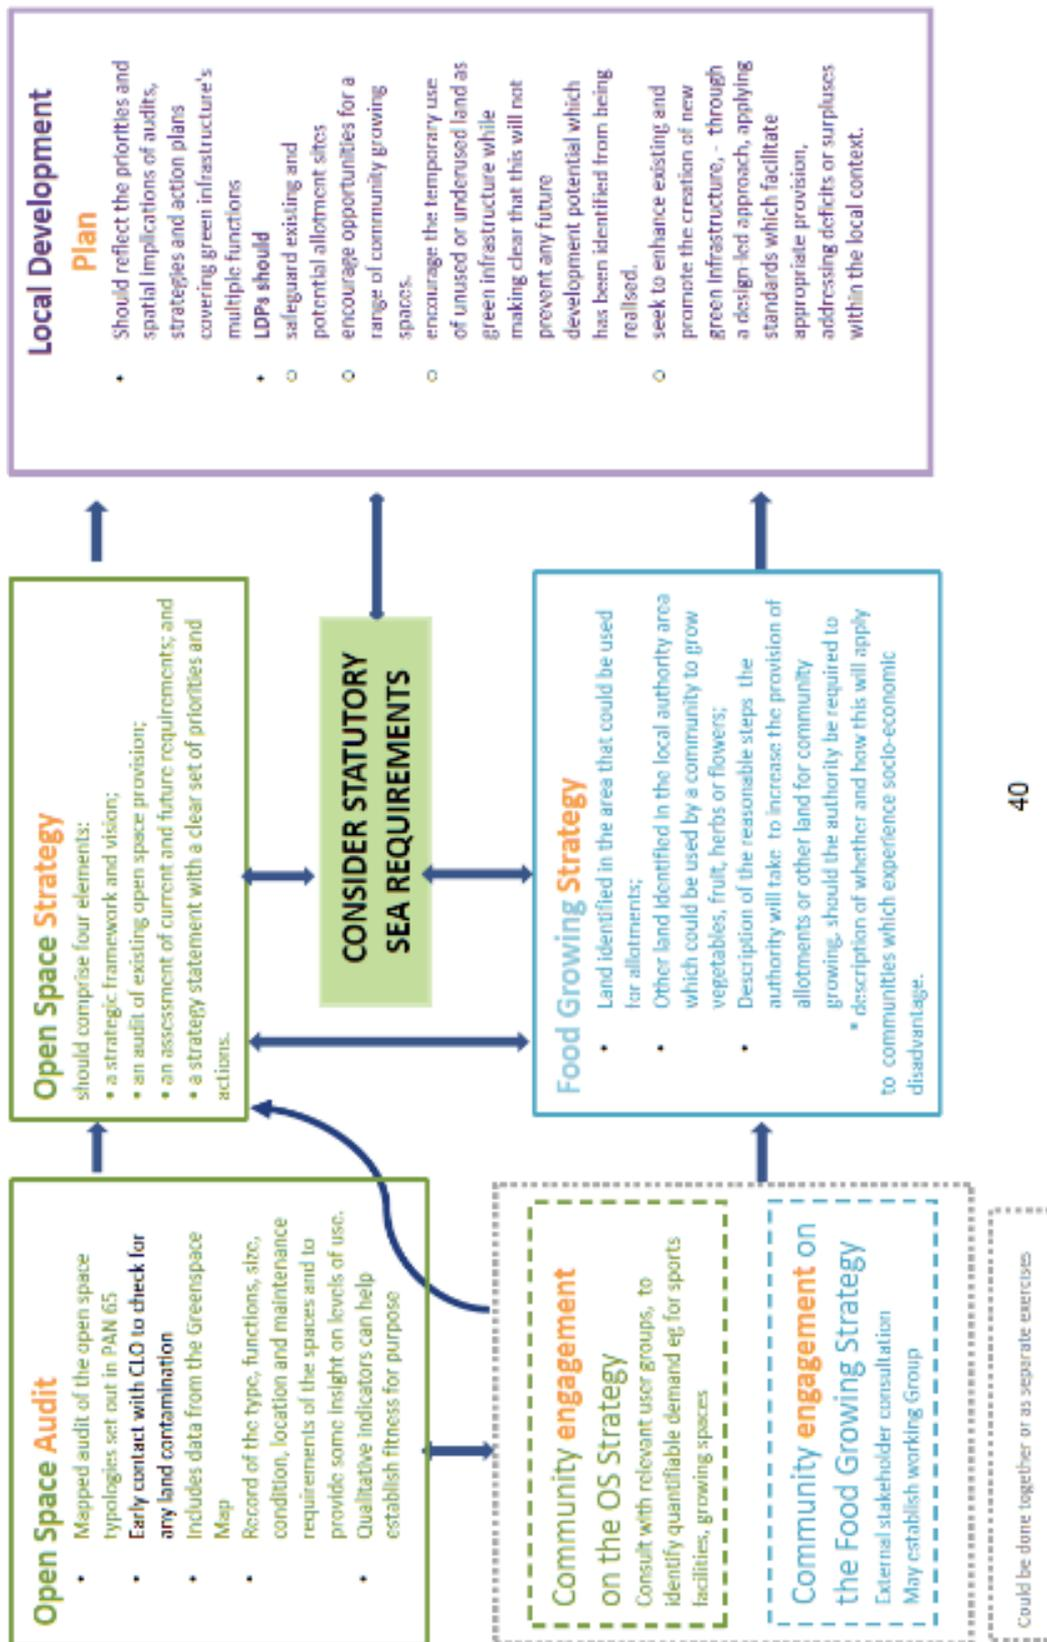 Open Space Audit
• Mapped audit of the open space
typologies set out in PAN 65
• Early contact with CLO to check for
any land contamination
• Includes data from the Greenspace
Map
• Record of the type, functions, size,
condition, location and maintenance
requirements of the spaces and to
provide some insight on levels of use.
• Qualitative indicators can help
establish fitness for purpose
Open Space Strategy
should comprise four elements:
• a strategic framework and vision;
• an audit of existing open space provision;
• an assessment of current and future requirements; and
• a strategy statement with a clear set of priorities and
actions.
Local Development
Plan
• Should reflect the priorities and
spatial implications of audits,
strategies and action plans
covering green infrastructure's
multiple functions
• LDPs should
o safeguard existing and
potential allotment sites
o encourage opportunities for a
range of community growing
spaces.
o encourage the temporary use
of unused or underused land as
green infrastructure while
making clear that this will not
prevent any future
development potential which
has been identified from being
realised.
o seek to enhance existing and
promote the creation of new
green infrastructure, - through
a design-led approach, applying
standards which facilitate
appropriate provision,
addressing deficits or surpluses
within the local context.
CONSIDER STATUTORY
SEA REQUIREMENTS
Community engagement
on the OS Strategy
Consult with relevant user groups, to
identify quantifiable demand eg for sports
facilities, growing spaces
Community engagement on
the Food Growing Strategy
External stakeholder consultation
May establish working Group
Food Growing Strategy
• Land identified in the area that could be used
for allotments;
• Other land identified in the local authority area
which could be used by a community to grow
vegetables, fruit, herbs or flowers;
• Description of the reasonable steps the
authority will take to increase the provision of
allotments or other land for community
growing, should the authority be required to
* description of whether and how this will apply
to communities which experience socio-economic
disadvantage.
Could be done together or as separate exercises
40